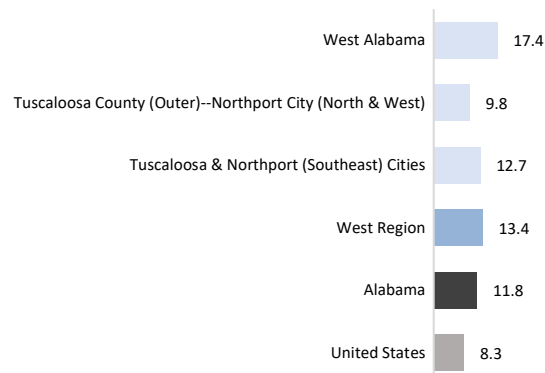 West Alabama 17.4
Tuscaloosa County (Outer)--Northport City (North & West) 9.8
Tuscaloosa & Northport (Southeast) Cities 12.7
West Region 13.4
Alabama 11.8
United States 8.3